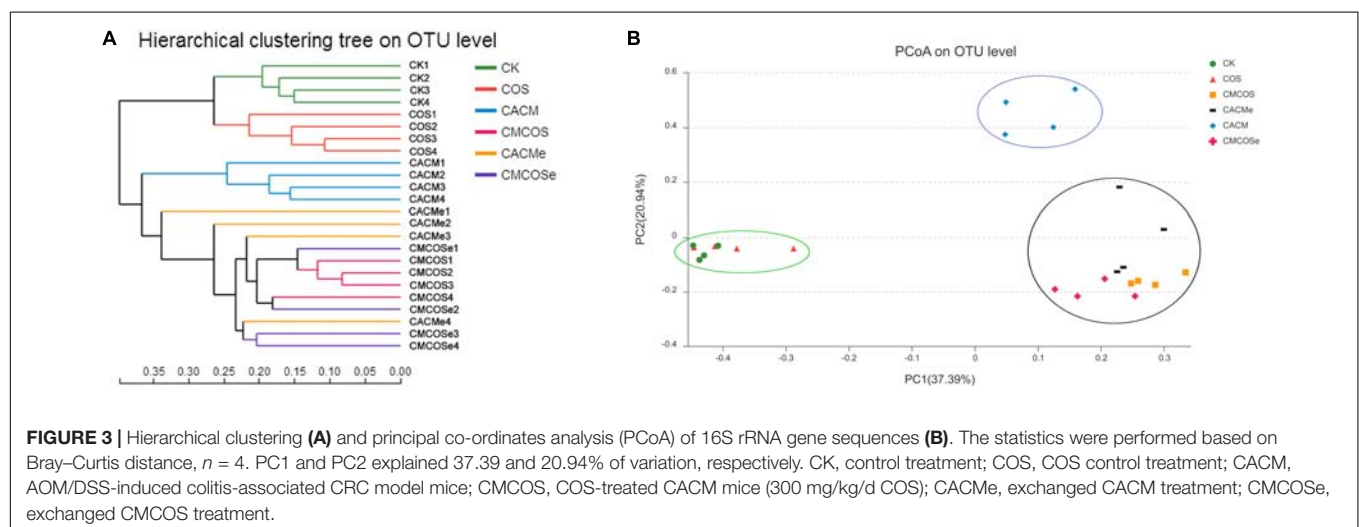 A
Hierarchical clustering tree on OTU level
CK1
CK2
CK3
CK4
COS1
COS2
COS3
COS4
CACM1
CACM2
CACM3
CACM4
CACMe1
CACMe2
CACMe3
CMCOSe1
CMCOS1
CMCOS2
CMCOS3
CMCOS4
CMCOSe2
CACMe4
CMCOSe3
CMCOSe4
CK
COS
CACM
CMCOS
CACMe
CMCOSe
0.35 0.30 0.25 0.20 0.15 0.10 0.05 0.00
B
PCoA on OTU level
0.6
0.4
0.2
0
-0.2
-0.4
PC2(20.94%)
-0.4 -0.3 -0.2 -0.1 0 0.1 0.2 0.3
PC1(37.39%)
CK
COS
CMCOS
CACMe
CACM
CMCOSe
FIGURE 3 | Hierarchical clustering (A) and principal co-ordinates analysis (PCoA) of 16S rRNA gene sequences (B). The statistics were performed based on
Bray–Curtis distance, n = 4. PC1 and PC2 explained 37.39 and 20.94% of variation, respectively. CK, control treatment; COS, COS control treatment; CACM,
AOM/DSS-induced colitis-associated CRC model mice; CMCOS, COS-treated CACM mice (300 mg/kg/d COS); CACMe, exchanged CACM treatment; CMCOSe,
exchanged CMCOS treatment.